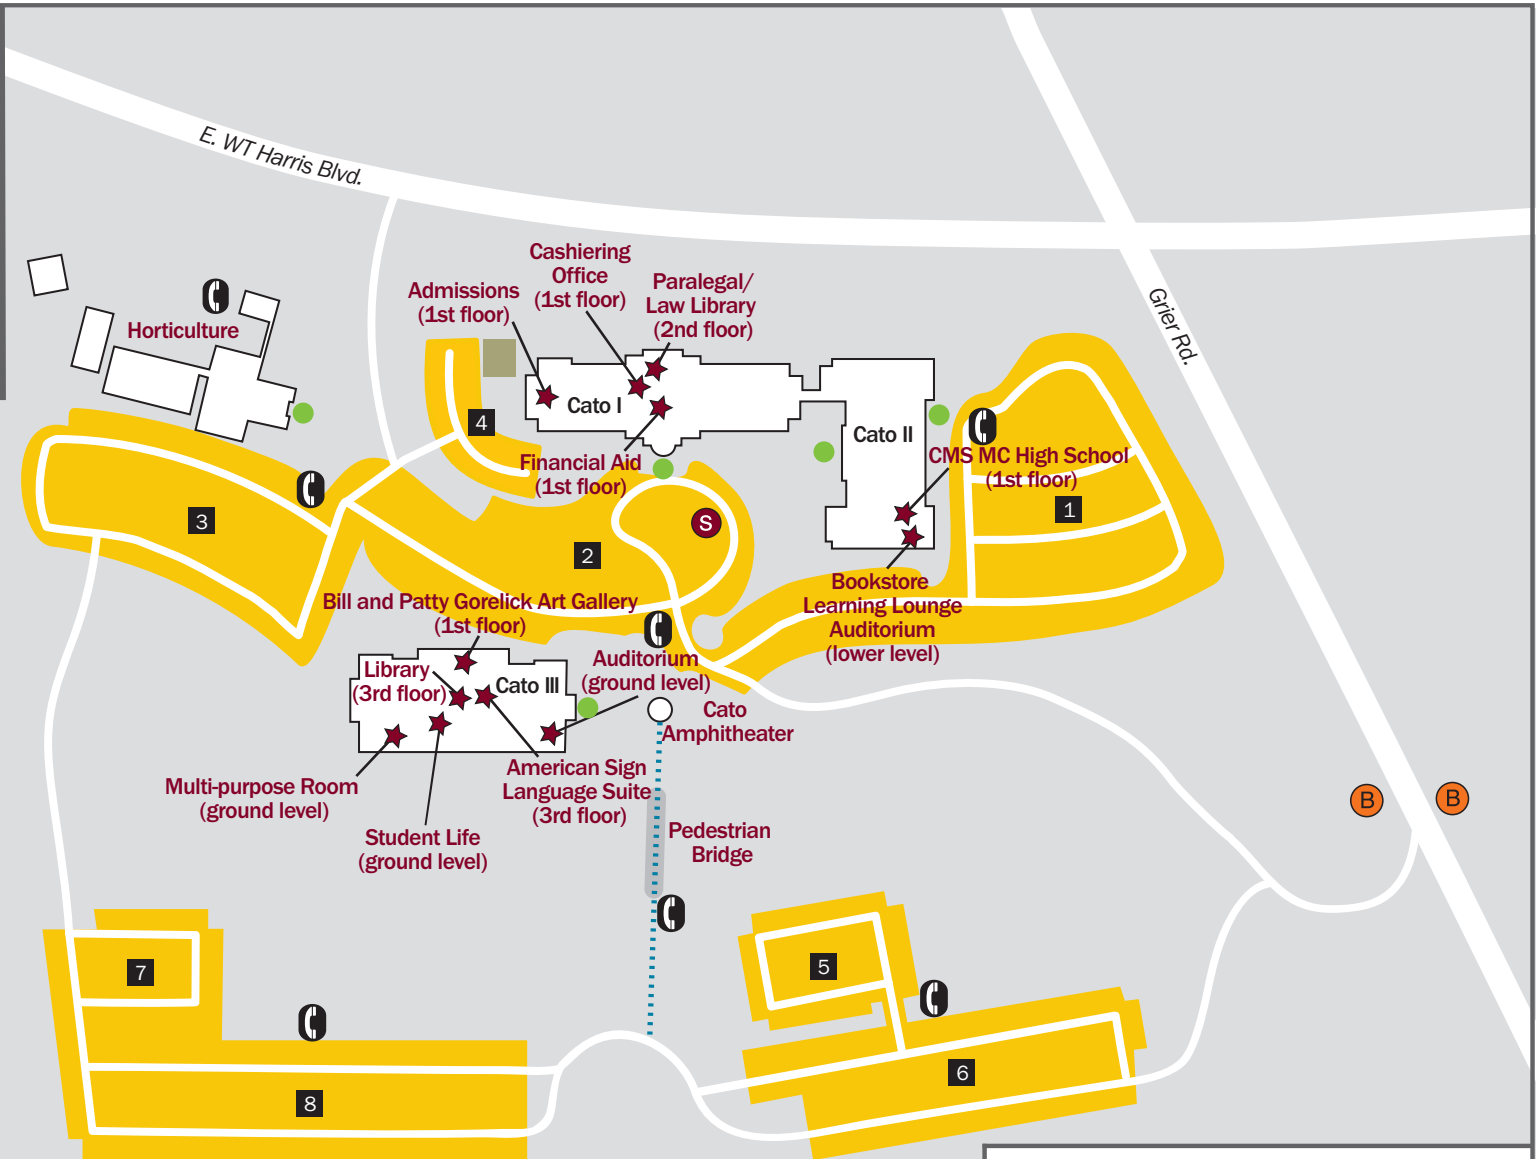 E. WT Harris Blvd.
Grier Rd.
Cashiering
Office
(1st floor)
Paralegal/
Law Library
(2nd floor)
Admissions
(1st floor)
Horticulture
Cato I
4
Cato II
CMS MC High School
(1st floor)
Financial Aid
(1st floor)
1
3
S
2
Bookstore
Learning Lounge
Auditorium
(lower level)
Bill and Patty Gorelick Art Gallery
(1st floor)
Library
(3rd floor)
Cato III
Auditorium
(ground level)
Cato
Amphitheater
American Sign
Language Suite
(3rd floor)
Multi-purpose Room
(ground level)
Student Life
(ground level)
Pedestrian
Bridge
B
B
7
5
6
8